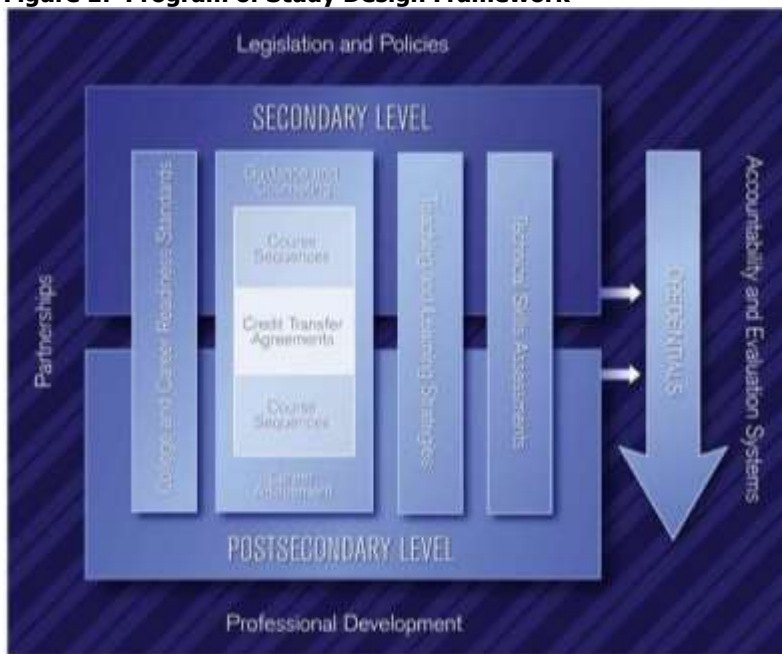 Figure 1: Program of Study Design Framework
Legislation and Policies
SECONDARY LEVEL
College and Career Readiness Standards
Guidance and
Counseling
Course
Sequences
Credit Transfer
Agreements
Course
Sequences
Teaching and Learning Strategies
Technical Skills Assessments
CREDENTIALS
Partnerships
Accountability and Evaluation Systems
POSTSECONDARY LEVEL
Professional Development